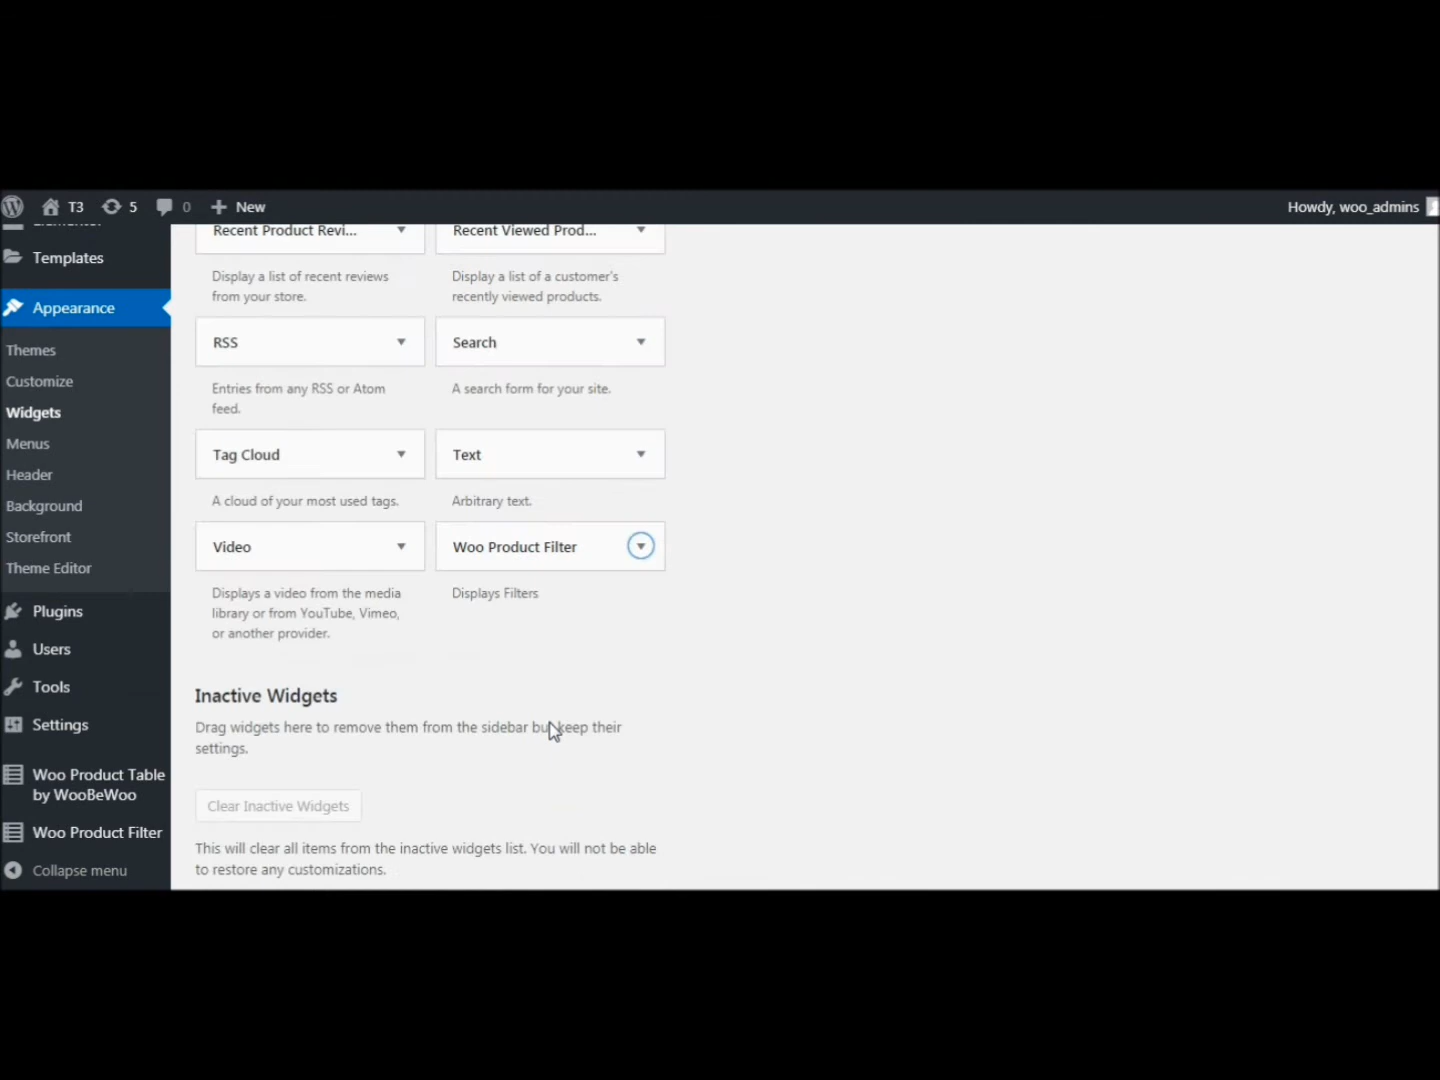 T3 5 0 New Howdy, woo_admins
Templates
Appearance
Themes
Customize
Widgets
Menus
Header
Background
Storefront
Theme Editor
Plugins
Users
Tools
Settings
Woo Product Table
by WooBeWoo
Woo Product Filter
Collapse menu
Recent Product Revi...
Display a list of recent reviews
from your store.
Recent Viewed Prod...
Display a list of a customer's
recently viewed products.
RSS
Entries from any RSS or Atom
feed.
Search
A search form for your site.
Tag Cloud
A cloud of your most used tags.
Text
Arbitrary text.
Video
Displays a video from the media
library or from YouTube, Vimeo,
or another provider.
Woo Product Filter
Displays Filters
Inactive Widgets
Drag widgets here to remove them from the sidebar but keep their
settings.
Clear Inactive Widgets
This will clear all items from the inactive widgets list. You will not be able
to restore any customizations.